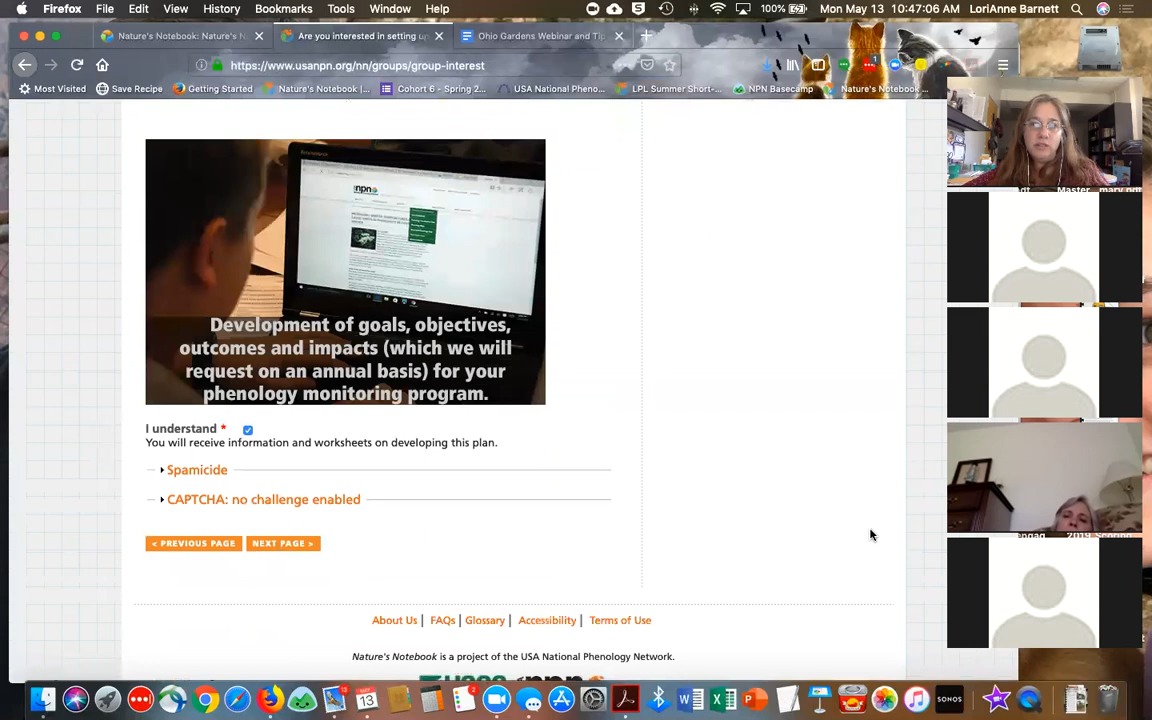 Firefox File Edit View History Bookmarks Tools Window Help 100% Mon May 13 10:47:06 AM LoriAnne Barnett
Nature's Notebook: Nature's N Are you interested in setting up Ohio Gardens Webinar and Tip
https://www.usanpn.org/nn/groups/group-interest
Most Visited Save Recipe Getting Started Nature's Notebook |... Cohort 6 - Spring 2... USA National Pheno... LPL Summer Short-... NPN Basecamp Nature's Notebook ...
npn
Development of goals, objectives,
outcomes and impacts (which we will
request on an annual basis) for your
phenology monitoring program.
I understand *
You will receive information and worksheets on developing this plan.
Spamicide
CAPTCHA: no challenge enabled
< PREVIOUS PAGE NEXT PAGE >
About Us | FAQs | Glossary | Accessibility | Terms of Use
Nature's Notebook is a project of the USA National Phenology Network.
MAY
13
SONOS